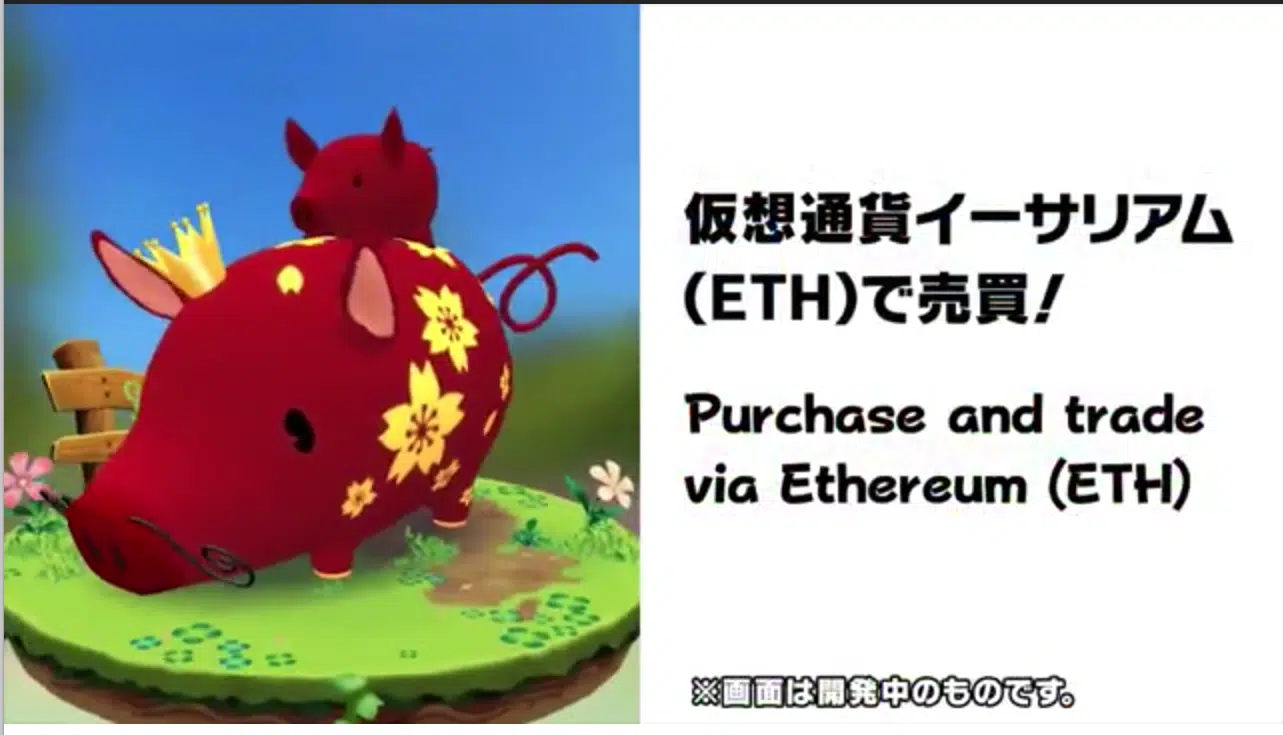 仮想通貨イーサリアム
(ETH)で売買!
Purchase and trade
via Ethereum (ETH)
※画面は開発中のものです。